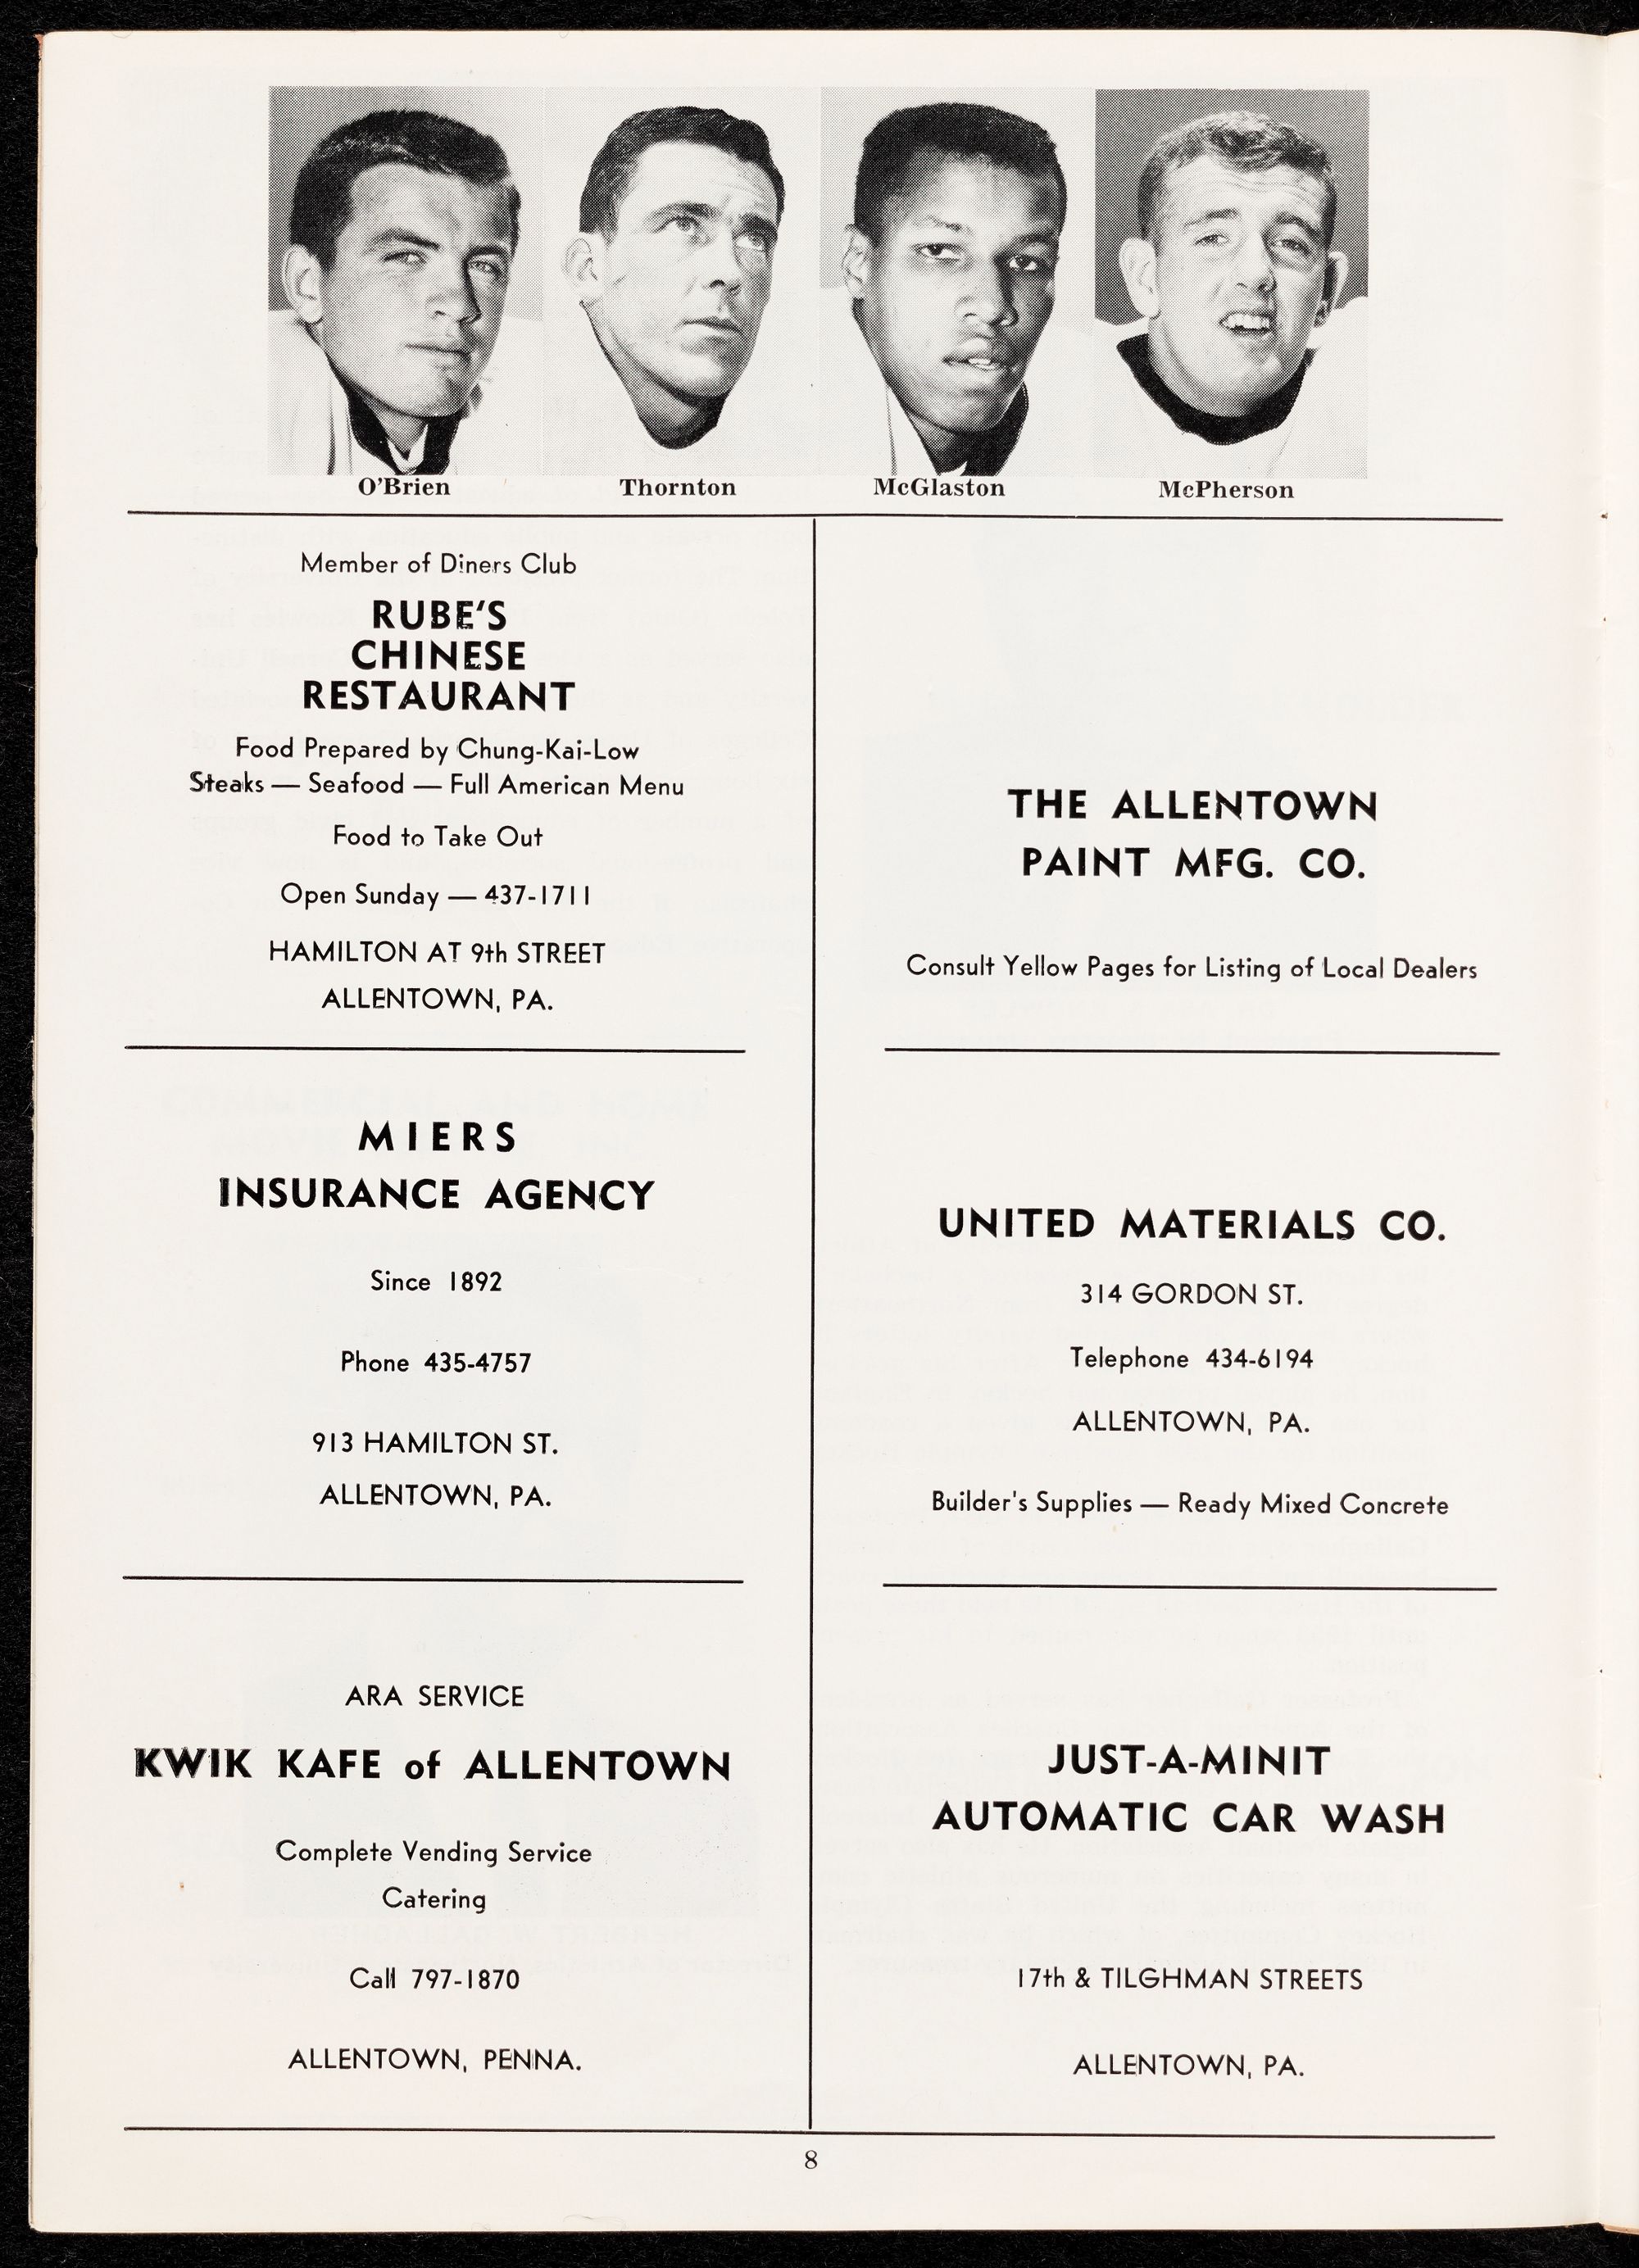 O'Brien Thornton McGlaston McPherson
Member of Diners Club
RUBE'S
CHINESE
RESTAURANT
Food Prepared by Chung-Kai-Low
Steaks — Seafood — Full American Menu
Food to Take Out
Open Sunday — 437-1711
HAMILTON AT 9th STREET
ALLENTOWN, PA.
MIERS
INSURANCE AGENCY
Since 1892
Phone 435-4757
913 HAMILTON ST.
ALLENTOWN, PA.
ARA SERVICE
KWIK KAFE of ALLENTOWN
Complete Vending Service
Catering
Call 797-1870
ALLENTOWN, PENNA.
THE ALLENTOWN
PAINT MFG. CO.
Consult Yellow Pages for Listing of Local Dealers
UNITED MATERIALS CO.
314 GORDON ST.
Telephone 434-6194
ALLENTOWN, PA.
Builder's Supplies — Ready Mixed Concrete
JUST-A-MINIT
AUTOMATIC CAR WASH
17th & TILGHMAN STREETS
ALLENTOWN, PA.
8